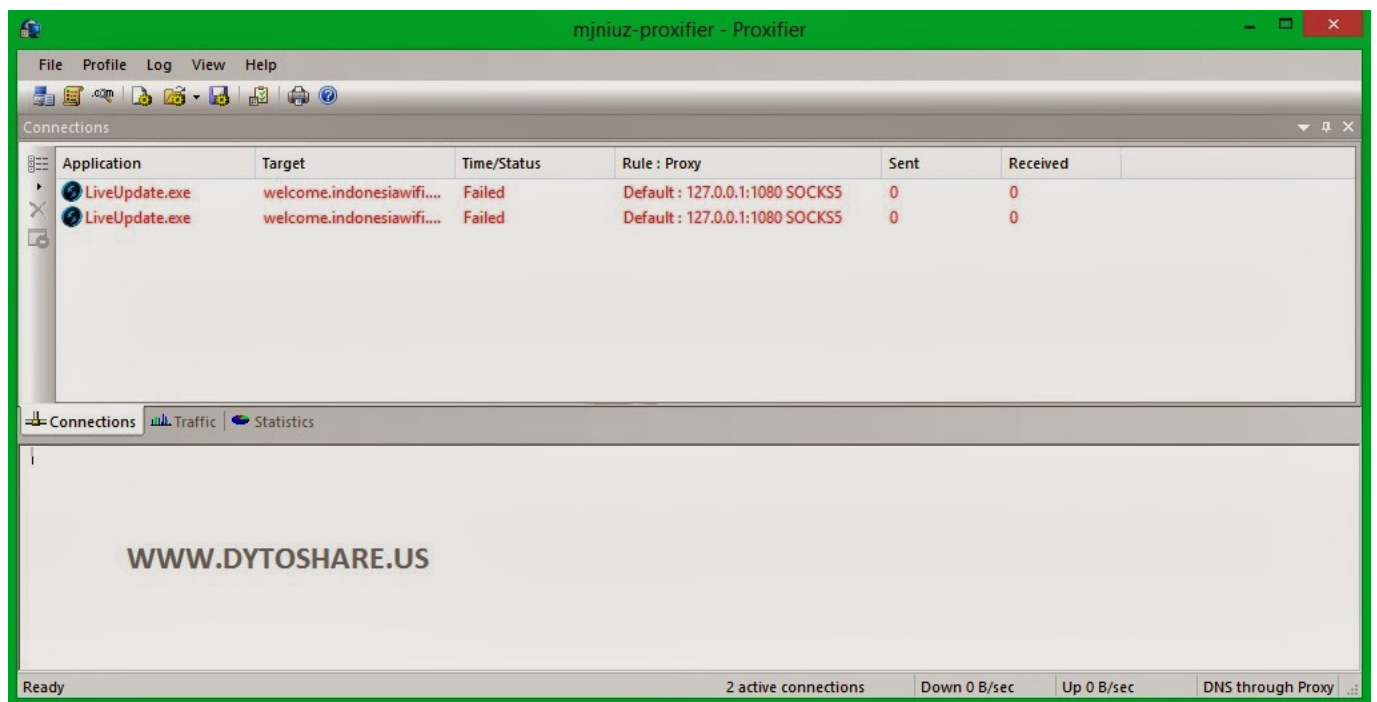 mjniuz-proxifier - Proxifier
File Profile Log View Help
Connections
Application Target Time/Status Rule : Proxy Sent Received
LiveUpdate.exe welcome.indonesiawifi.... Failed Default : 127.0.0.1:1080 SOCKS5 0 0
LiveUpdate.exe welcome.indonesiawifi.... Failed Default : 127.0.0.1:1080 SOCKS5 0 0
Connections Traffic Statistics
WWW.DYTOSHARE.US
Ready 2 active connections Down 0 B/sec Up 0 B/sec DNS through Proxy